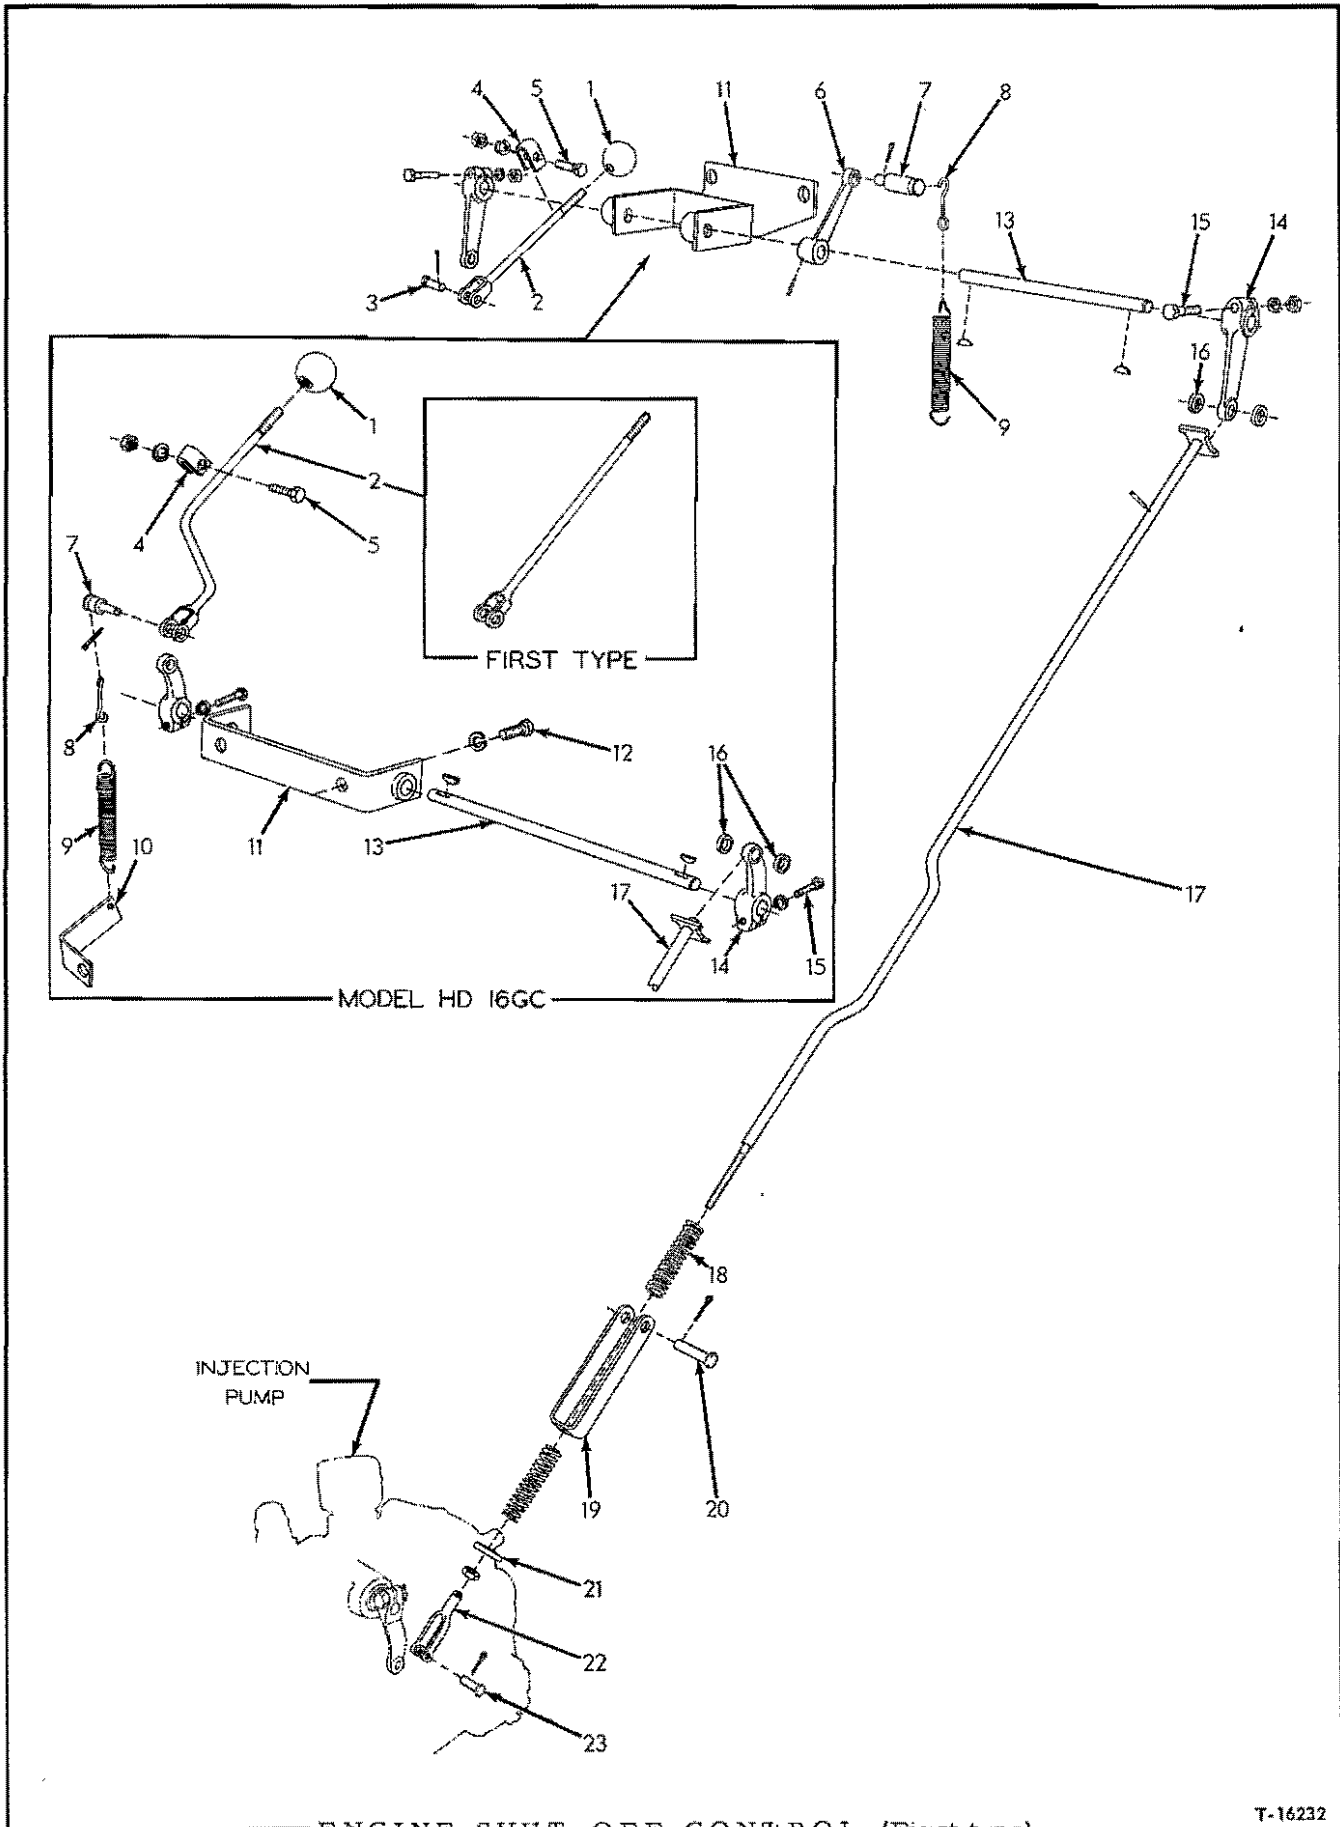 4 5 1 11 6 7 8
13 15 14
3 2
16
9
1
2
4 5
7
FIRST TYPE
8
12
16
9 10 11 13
17
17
14 15
MODEL HD 16GC
18
INJECTION
PUMP
19 20
21
22
23
T-16232
ENGINE SHUT-OFF CONTROL (First type)